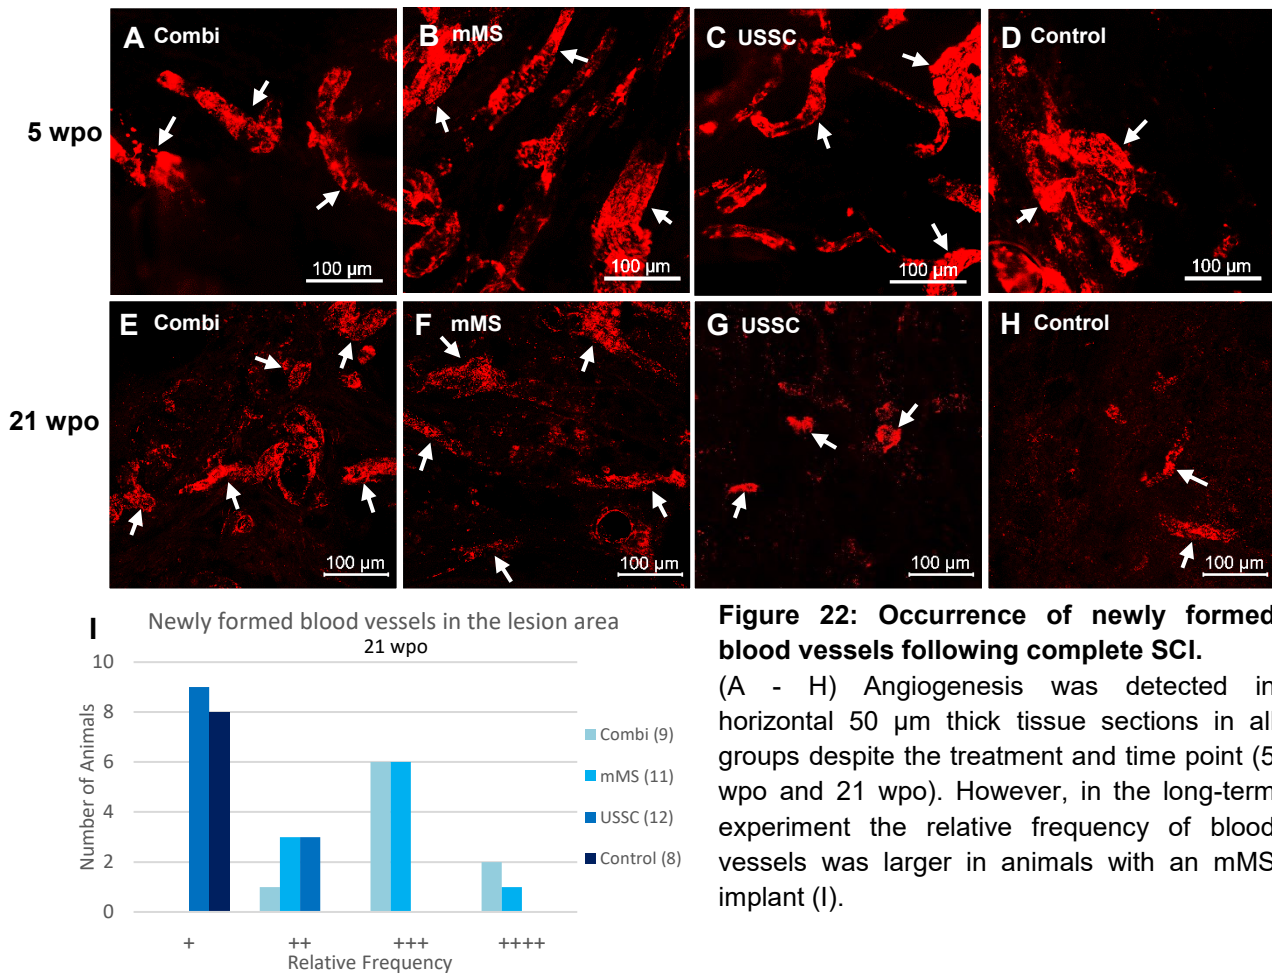 A Combi
B mMS
C USSC
D Control
5 wpo
100 µm
100 µm
100 µm
100 µm
E Combi
F mMS
G USSC
H Control
21 wpo
100 µm
100 µm
100 µm
100 µm
I Newly formed blood vessels in the lesion area
21 wpo
10
8
6
4
2
0
Number of Animals
+
++
+++
++++
Relative Frequency
Combi (9)
mMS (11)
USSC (12)
Control (8)
Figure 22: Occurrence of newly formed
blood vessels following complete SCI.
(A - H) Angiogenesis was detected in
horizontal 50 µm thick tissue sections in al
groups despite the treatment and time point (5
wpo and 21 wpo). However, in the long-term
experiment the relative frequency of blood
vessels was larger in animals with an mMS
implant (I).